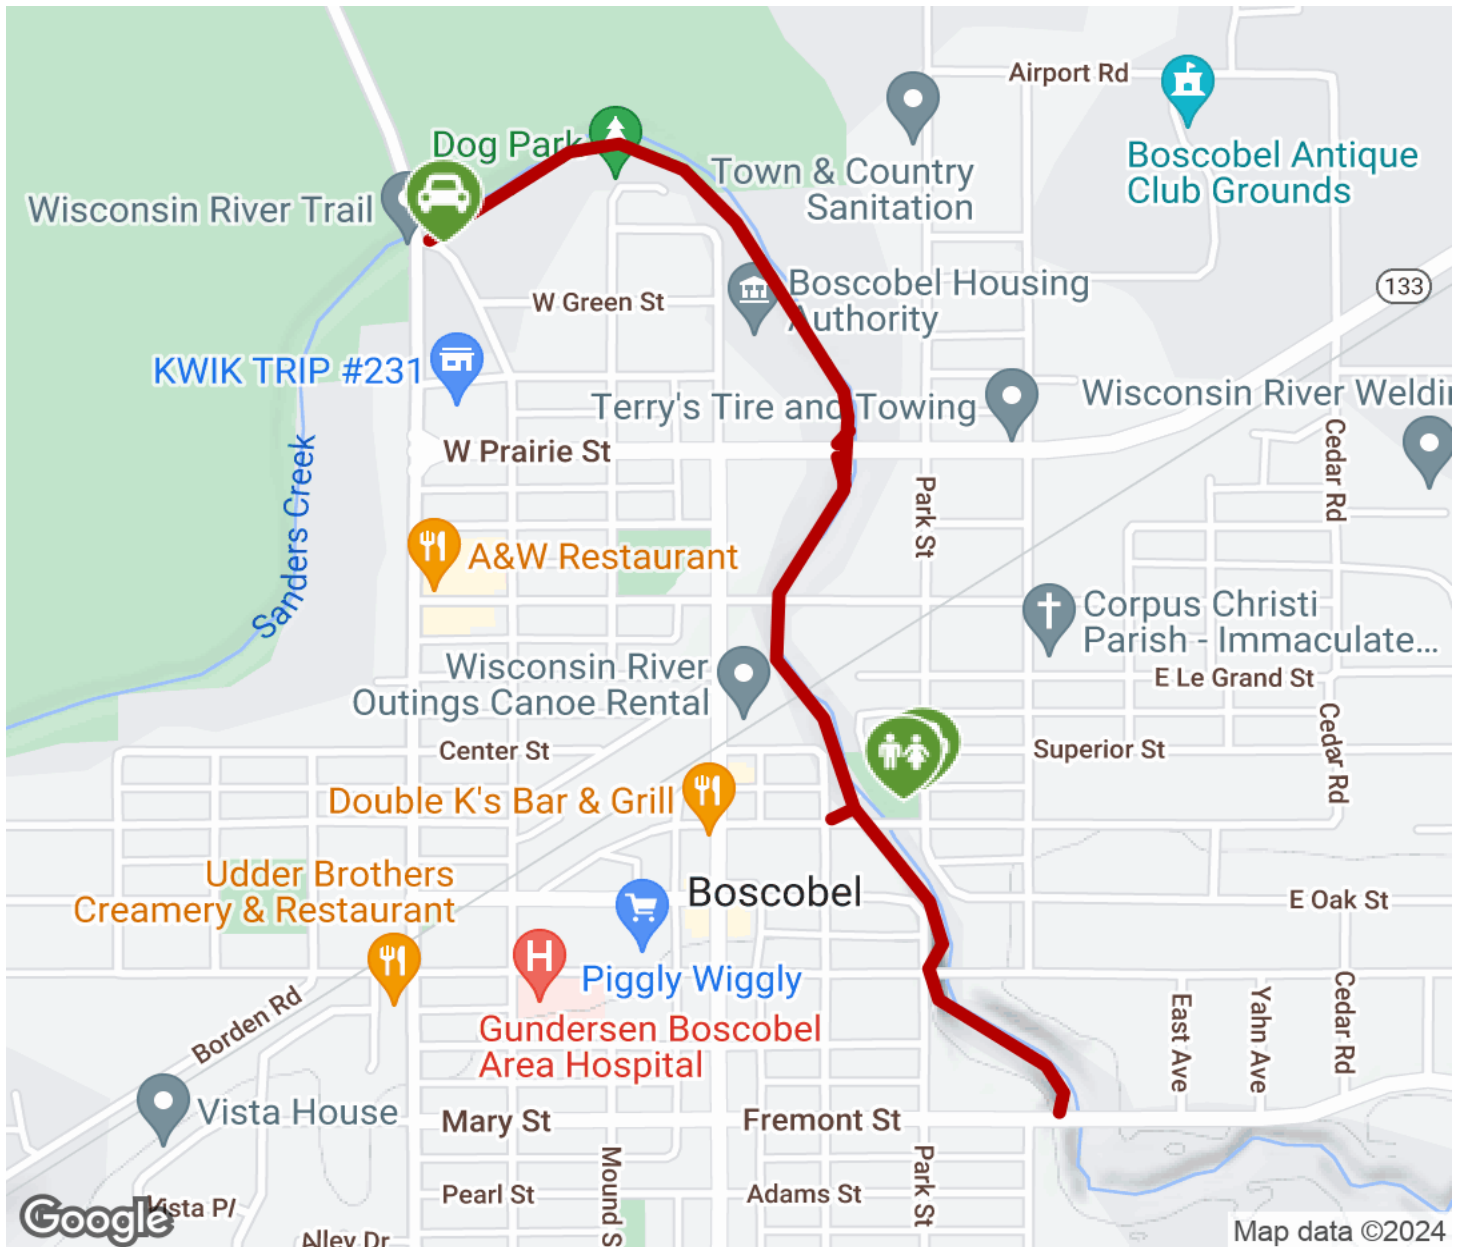 Airport Rd
Dog Park
Boscobel Antique
Club Grounds
Town & Country
Sanitation
Wisconsin River Trail
Boscobel Housing
Authority
133
W Green St
KWIK TRIP #231
Terry's Tire and Towing
Wisconsin River Weldi
W Prairie St
Cedar Rd
Park St
Sanders Creek
A&W Restaurant
Corpus Christi
Parish - Immaculate...
Wisconsin River
Outings Canoe Rental
E Le Grand St
Center St
Superior St
Cedar Rd
Double K's Bar & Grill
Udder Brothers
Creamery & Restaurant
Boscobel
E Oak St
Piggly Wiggly
Borden Rd
Gundersen Boscobel
Area Hospital
East Ave
Yahn Ave
Cedar Rd
Vista House
Mary St
Fremont St
Mound S
Park St
Pearl St
Adams St
Vista Pl
Google
Alley Dr
Map data ©2024